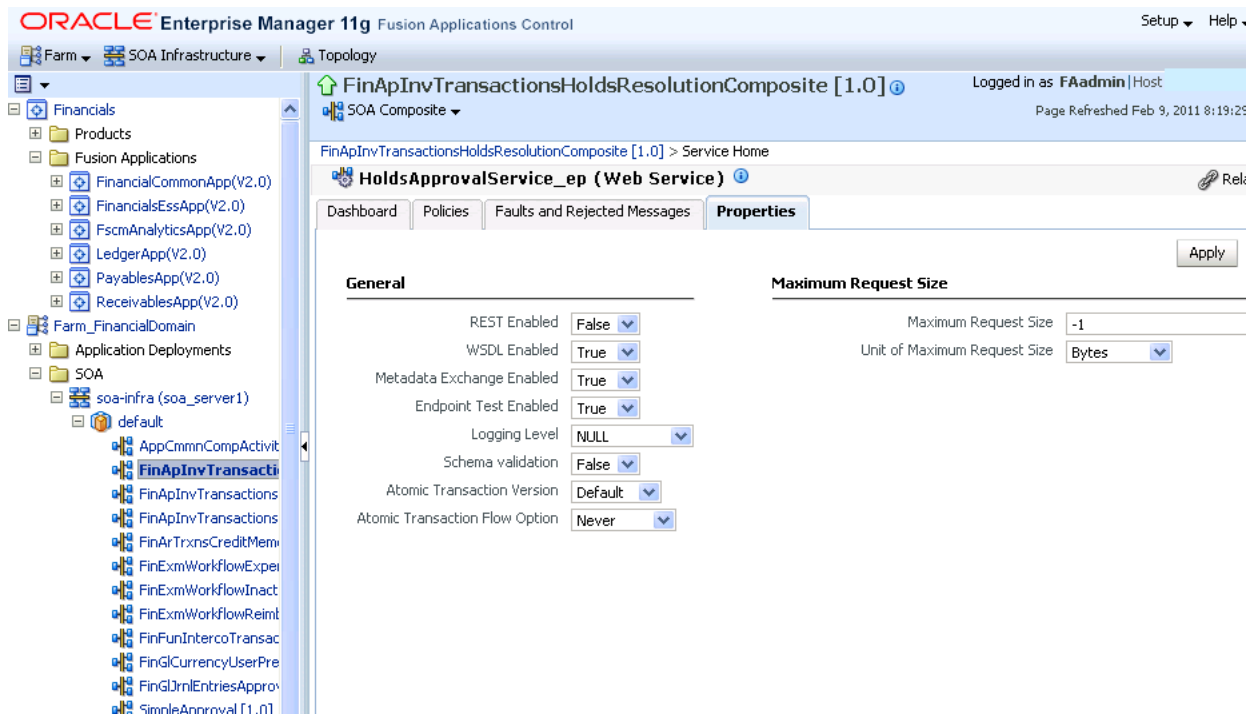 ORACLE Enterprise Manager 11g Fusion Applications Control
Setup Help
Farm SOA Infrastructure Topology
FinApInvTransactionsHoldsResolutionComposite [1.0]
Logged in as FAadmin|Host
SOA Composite
Page Refreshed Feb 9, 2011 8:19:29
Financials
Products
Fusion Applications
FinancialCommonApp(V2.0)
FinancialsEssApp(V2.0)
FscmAnalyticsApp(V2.0)
LedgerApp(V2.0)
PayablesApp(V2.0)
ReceivablesApp(V2.0)
Farm_FinancialDomain
Application Deployments
SOA
soa-infra (soa_server1)
default
AppCmmnCompActivit
FinApInvTransacti
FinApInvTransactions
FinApInvTransactions
FinArTrxnsCreditMem
FinExmWorkflowExpe
FinExmWorkflowInact
FinExmWorkflowReim
FinFunIntercoTransac
FinGlCurrencyUserPre
FinGlJrnlEntriesApprov
SimpleApproval [1.0]
FinApInvTransactionsHoldsResolutionComposite [1.0] > Service Home
HoldsApprovalService_ep (Web Service)
Rela
Dashboard Policies Faults and Rejected Messages Properties
Apply
General
REST Enabled False
WSDL Enabled True
Metadata Exchange Enabled True
Endpoint Test Enabled True
Logging Level NULL
Schema validation False
Atomic Transaction Version Default
Atomic Transaction Flow Option Never
Maximum Request Size
Maximum Request Size -1
Unit of Maximum Request Size Bytes